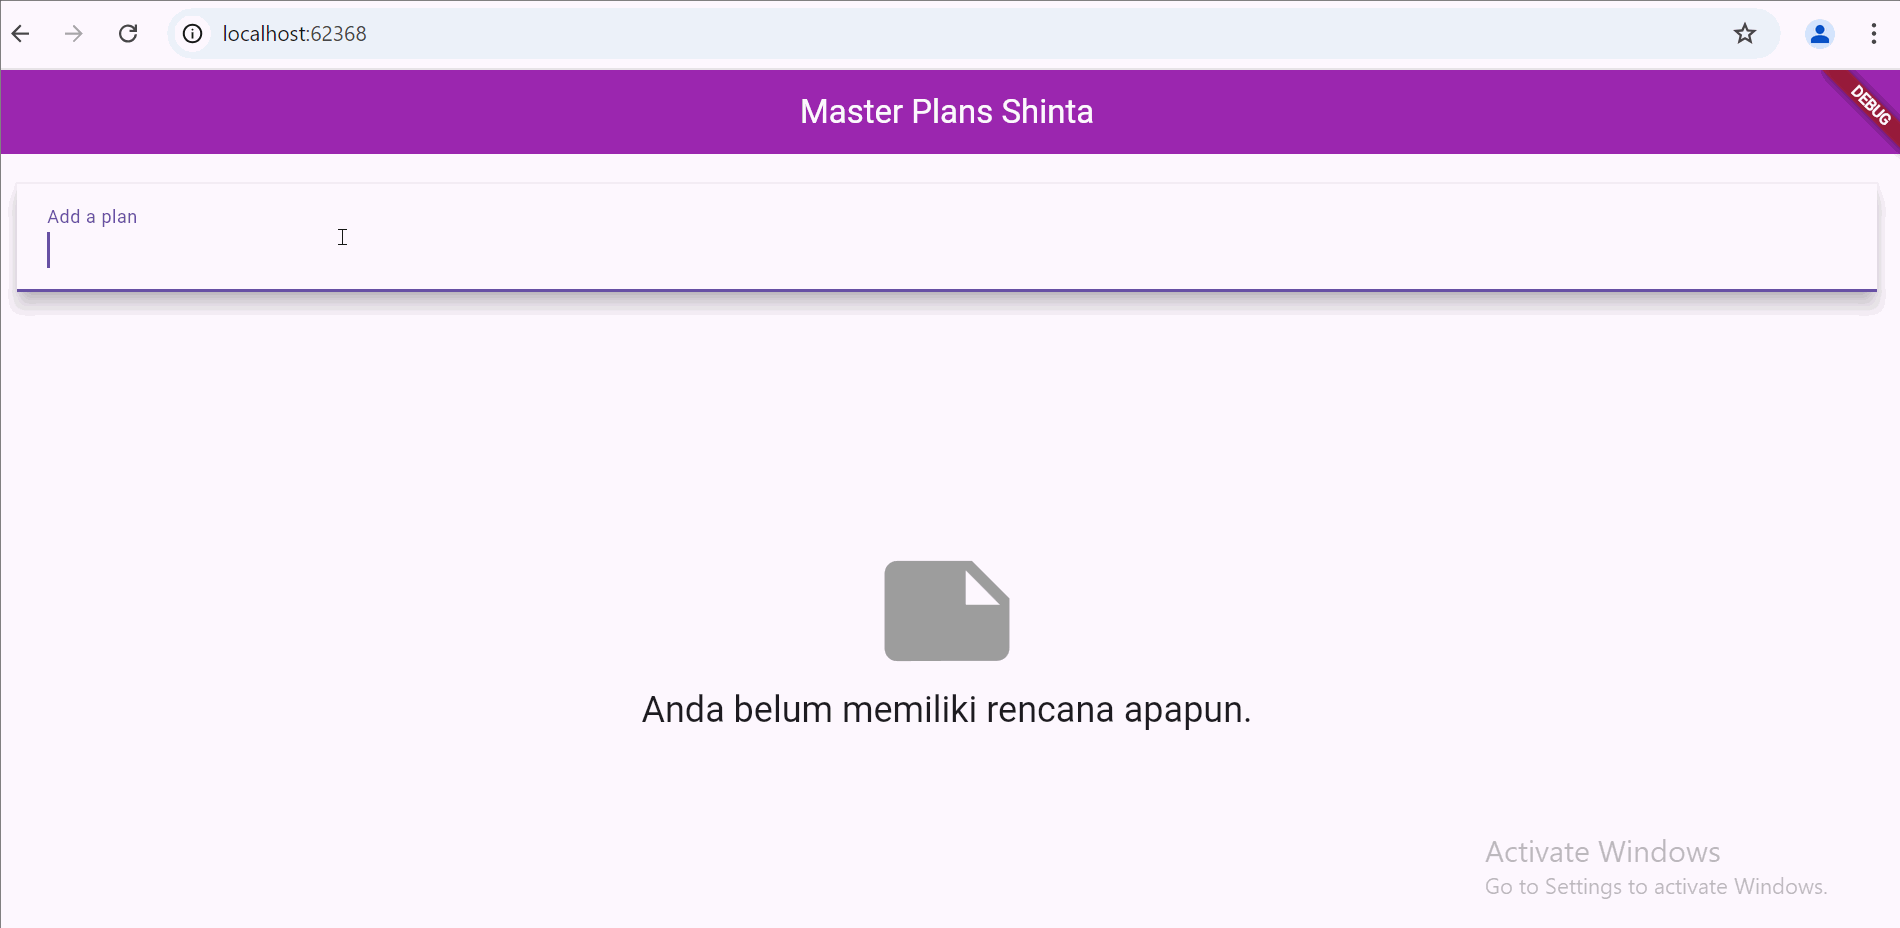 localhost:62368
Master Plans Shinta
DEBUG
Add a plan
Anda belum memiliki rencana apapun.
Activate Windows
Go to Settings to activate Windows.